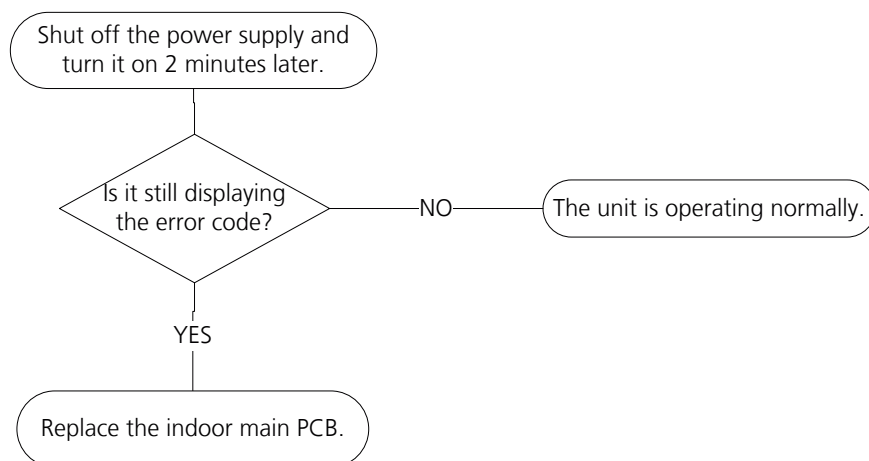 Shut off the power supply and
turn it on 2 minutes later.
Is it still displaying
the error code?
NO
The unit is operating normally.
YES
Replace the indoor main PCB.